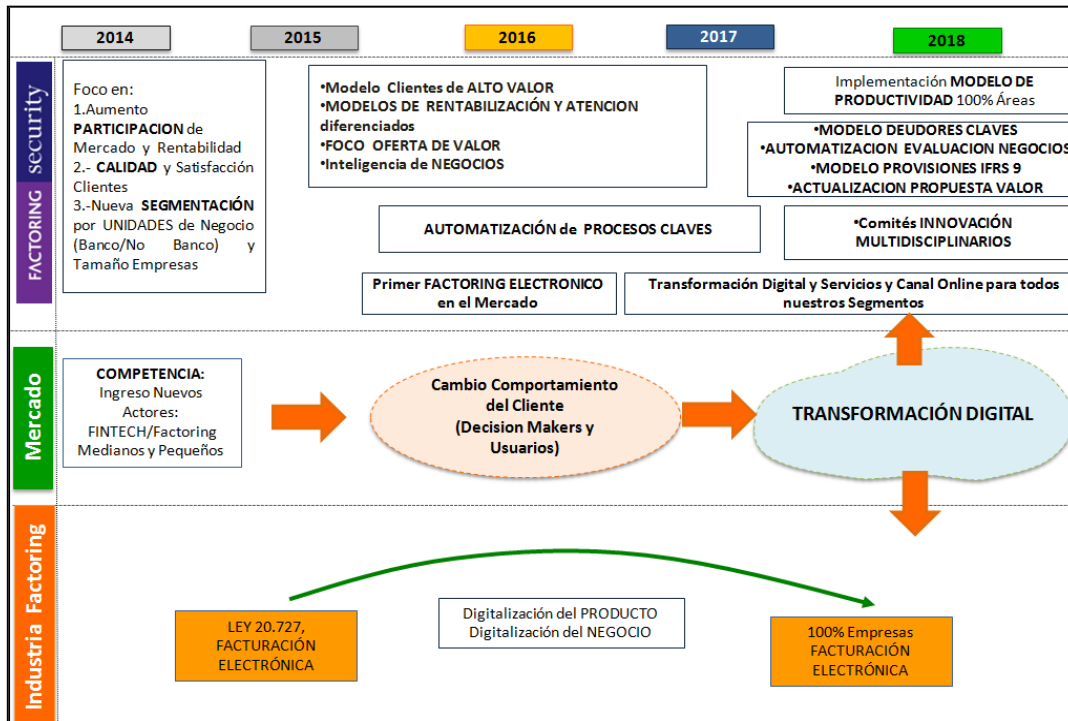 2014
2015
2016
2017
2018
FACTORING security
Foco en:
1.Aumento
PARTICIPACION de
Mercado y Rentabilidad
2.- CALIDAD y Satisfacción
Clientes
3.-Nueva SEGMENTACIÓN
por UNIDADES de Negocio
(Banco/No Banco) y
Tamaño Empresas
•Modelo Clientes de ALTO VALOR
•MODELOS DE RENTABILIZACIÓN Y ATENCION
diferenciados
•FOCO OFERTA DE VALOR
•Inteligencia de NEGOCIOS
Implementación MODELO DE
PRODUCTIVIDAD 100% Áreas
•MODELO DEUDORES CLAVES
•AUTOMATIZACION EVALUACION NEGOCIOS
•MODELO PROVISIONES IFRS 9
•ACTUALIZACION PROPUESTA VALOR
AUTOMATIZACIÓN de PROCESOS CLAVES
•Comités INNOVACIÓN
MULTIDISCIPLINARIOS
Primer FACTORING ELECTRONICO
en el Mercado
Transformación Digital y Servicios y Canal Online para todos
nuestros Segmentos
Mercado
COMPETENCIA:
Ingreso Nuevos
Actores:
FINTECH/Factoring
Medianos y Pequeños
Cambio Comportamiento
del Cliente
(Decision Makers y
Usuarios)
TRANSFORMACIÓN DIGITAL
Industria Factoring
LEY 20.727,
FACTURACIÓN
ELECTRÓNICA
Digitalización del PRODUCTO
Digitalización del NEGOCIO
100% Empresas
FACTURACIÓN
ELECTRÓNICA